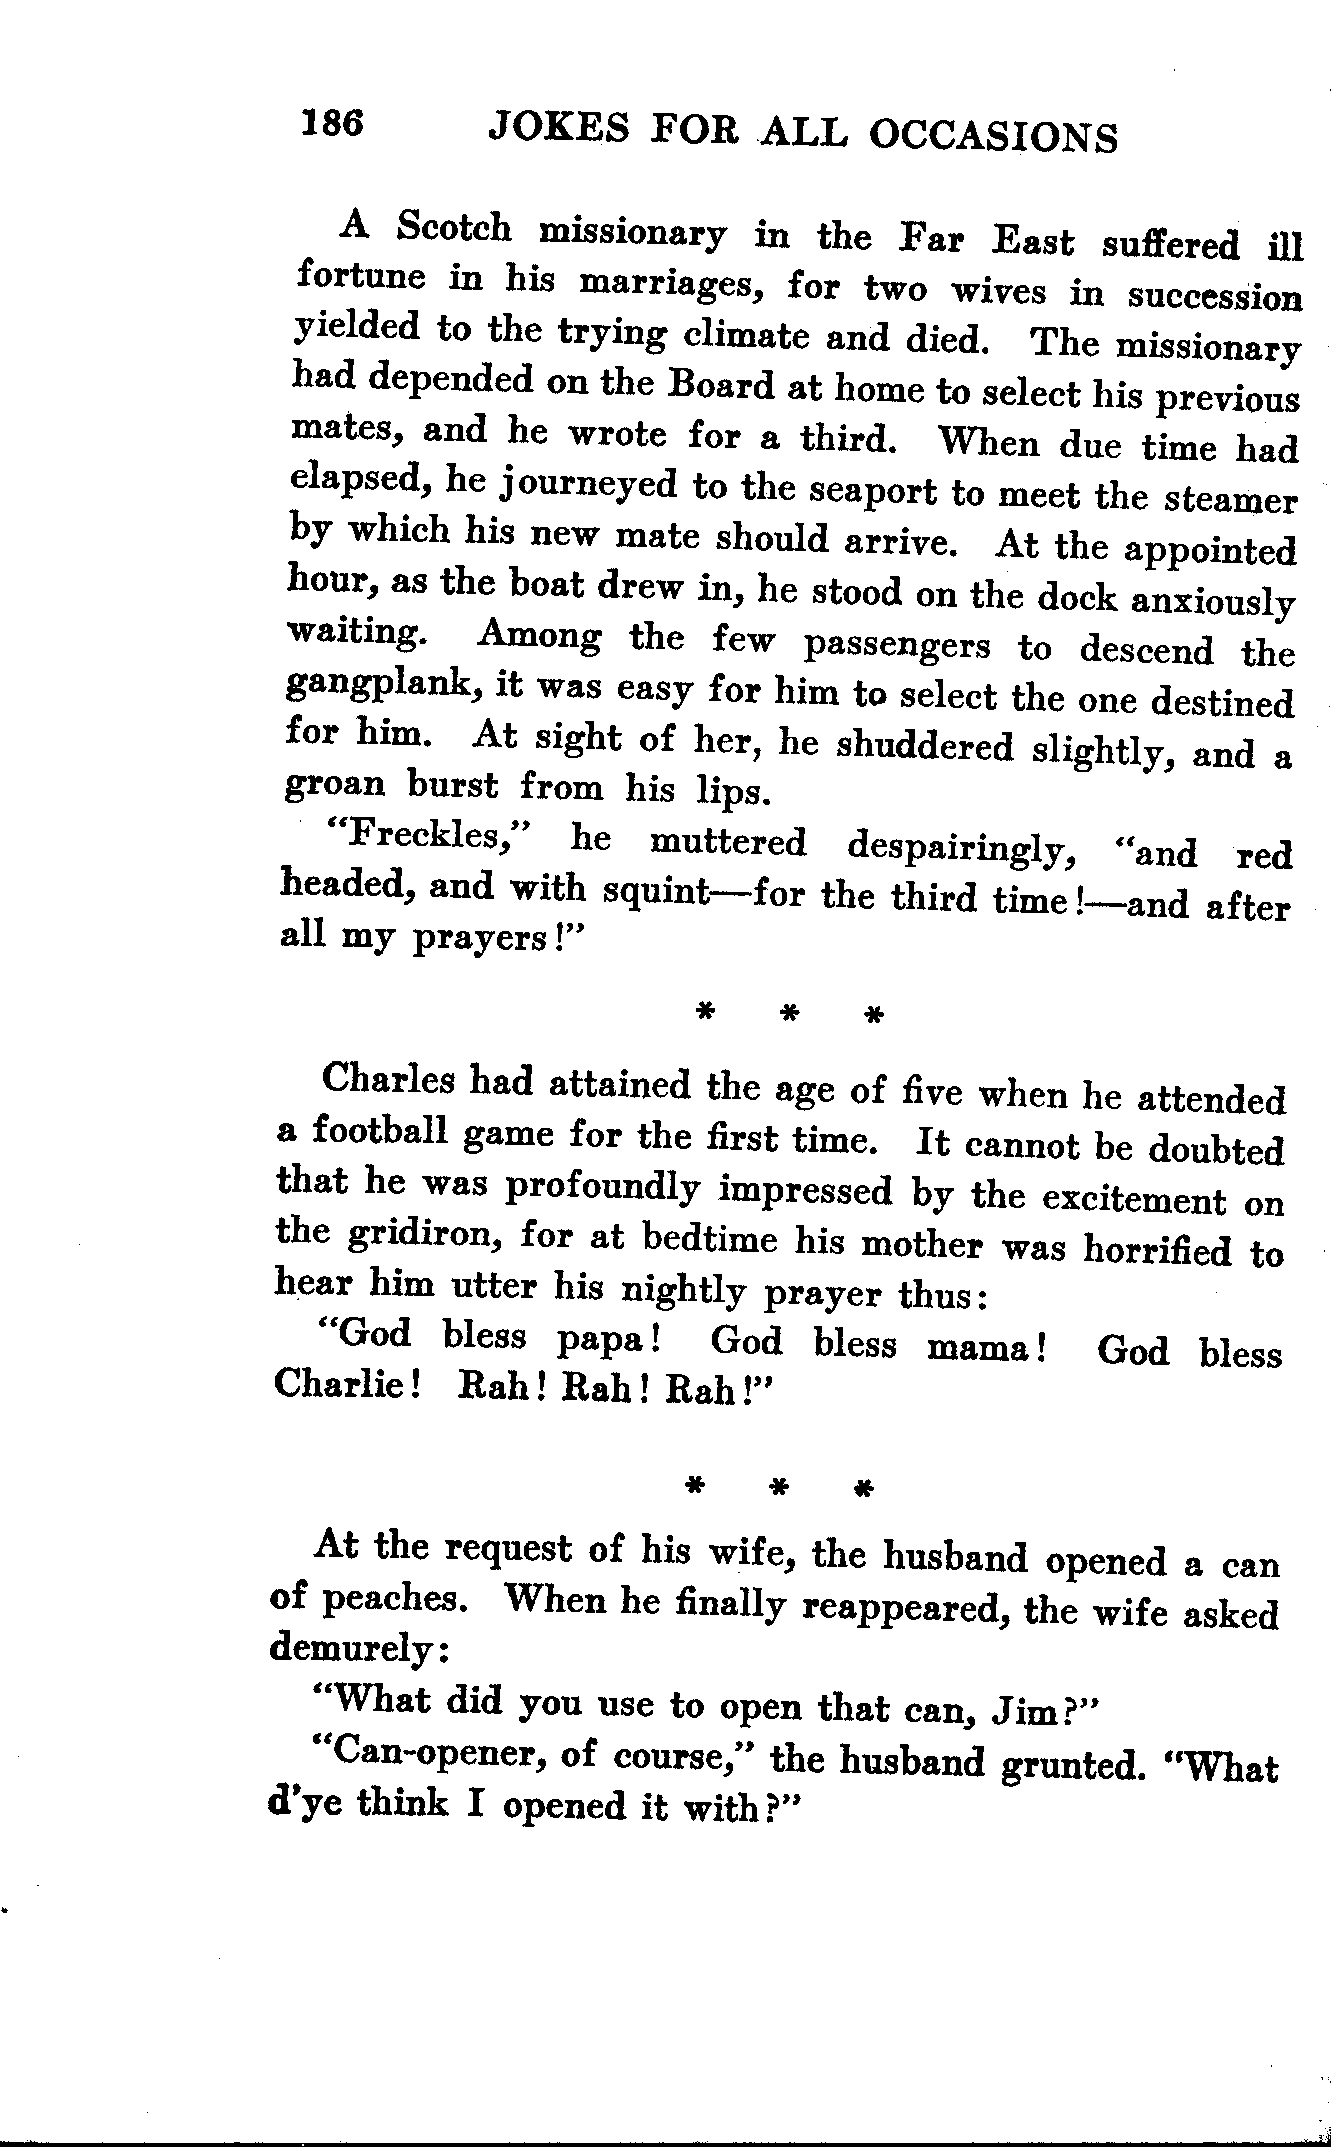 186 JOKES FOR ALL OCCASIONS
A Scotch missionary in the Far East suffered ill
fortune in his marriages, for two wives in succession
yielded to the trying climate and died. The missionary
had depended on the Board at home to select his previous
mates, and he wrote for a third. When due time had
elapsed, he journeyed to the seaport to meet the steamer
by which his new mate should arrive. At the appointed
hour, as the boat drew in, he stood on the dock anxiously
waiting. Among the few passengers to descend the
gangplank, it was easy for him to select the one destined
for him. At sight of her, he shuddered slightly, and a
groan burst from his lips.
“Freckles,” he muttered despairingly, “and red
headed, and with squint—for the third time!—and after
all my prayers!”
* * *
Charles had attained the age of five when he attended
a football game for the first time. It cannot be doubted
that he was profoundly impressed by the excitement on
the gridiron, for at bedtime his mother was horrified to
hear him utter his nightly prayer thus:
“God bless papa! God bless mama! God bless
Charlie! Rah! Rah! Rah!”
* * *
At the request of his wife, the husband opened a can
of peaches. When he finally reappeared, the wife asked
demurely:
“What did you use to open that can, Jim?”
“Can-opener, of course,” the husband grunted. “What
d’ye think I opened it with?”